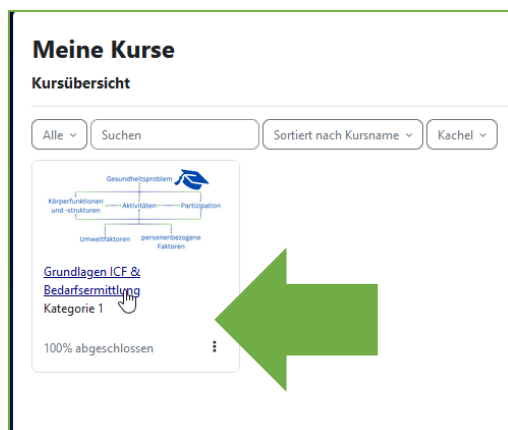 Meine Kurse
Kursübersicht
Alle
Suchen
Sortiert nach Kursname
Kachel
Gesundheitsproblem
Körperfunktionen
und -strukturen
Aktivitäten
Partizipation
Umweltfaktoren
personenbezogene
Faktoren
Grundlagen ICF &
Bedarfsermittlung
Kategorie 1
100% abgeschlossen